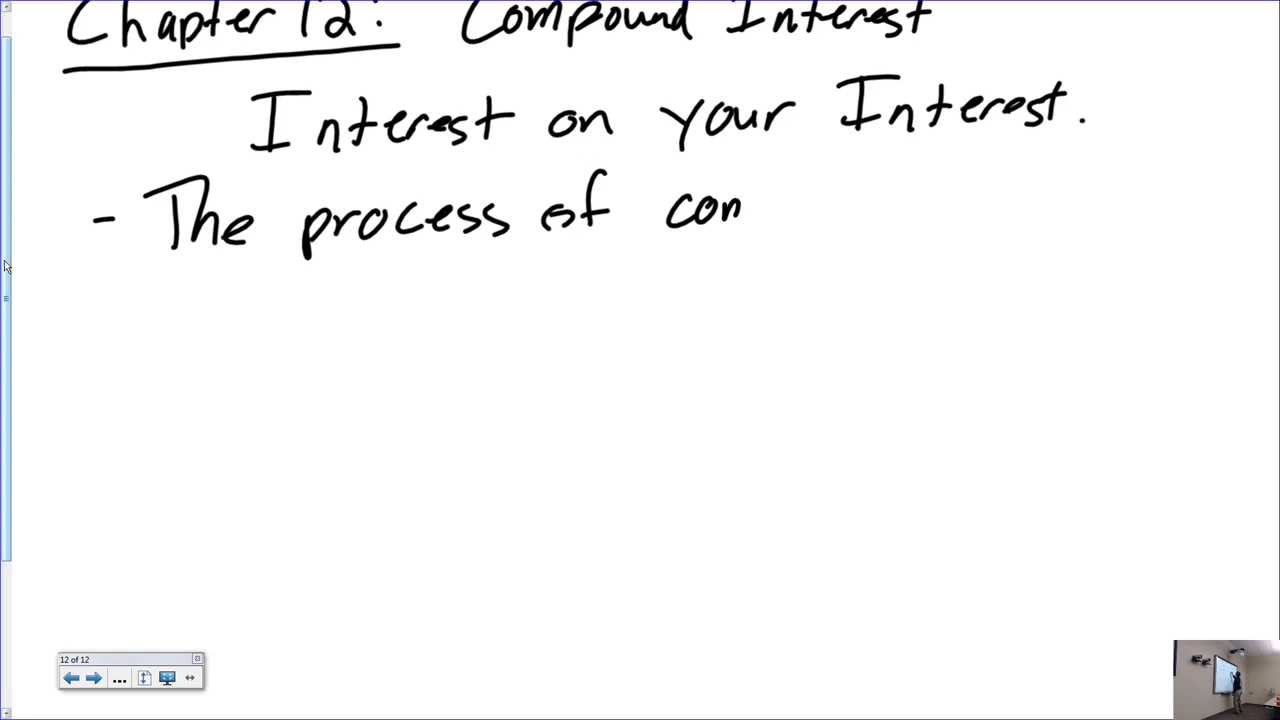 Chapter 12: Compound Interest
Interest on your Interest.
- The process of con
12 of 12